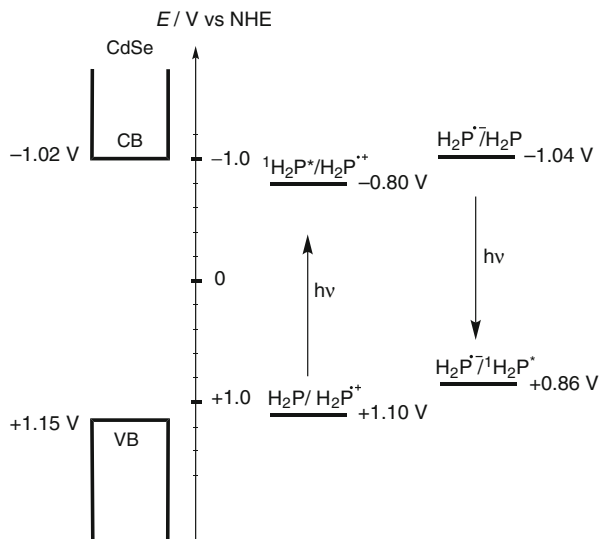 E / V vs NHE
CdSe
CB
−1.02 V
−1.0
¹H₂P*/H₂P•⁺
−0.80 V
H₂P•⁻/H₂P
−1.04 V
hν
hν
0
+1.0
H₂P/ H₂P•⁺
+1.10 V
H₂P•⁻/¹H₂P*
+0.86 V
+1.15 V
VB